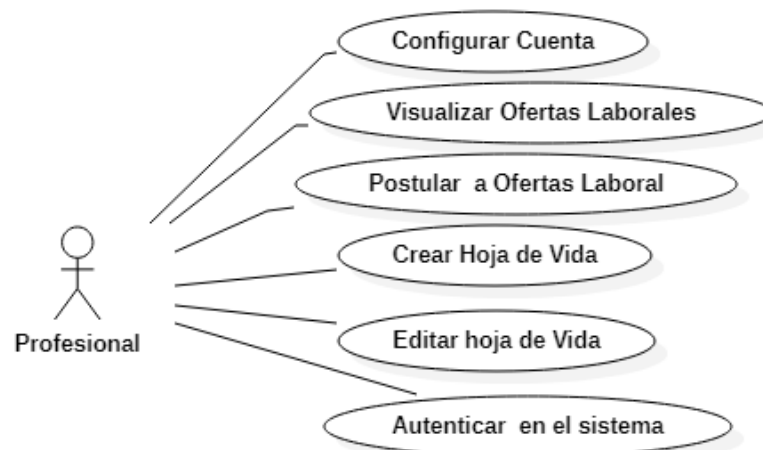 Configurar Cuenta
Visualizar Ofertas Laborales
Postular a Ofertas Laboral
Crear Hoja de Vida
Profesional
Editar hoja de Vida
Autenticar en el sistema